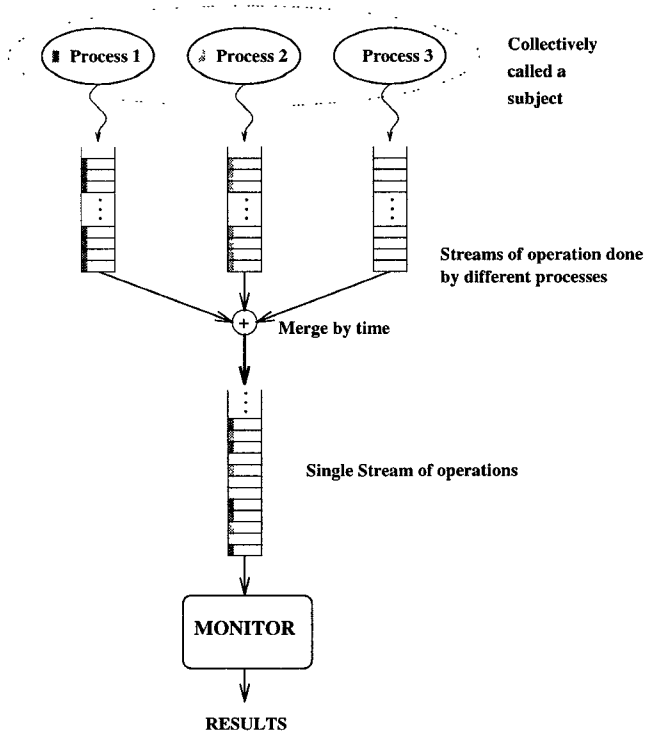 Process 1
Process 2
Process 3
Collectively
called a
subject
Streams of operation done
by different processes
+
Merge by time
Single Stream of operations
MONITOR
RESULTS